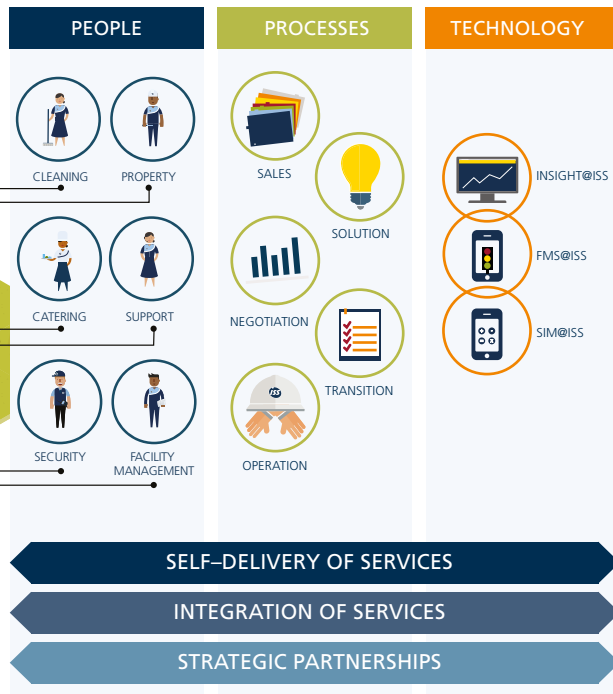 PEOPLE
CLEANING
PROPERTY
CATERING
SUPPORT
SECURITY
FACILITY
MANAGEMENT
PROCESSES
SALES
SOLUTION
NEGOTIATION
TRANSITION
ISS
OPERATION
TECHNOLOGY
INSIGHT@ISS
FMS@ISS
SIM@ISS
SELF–DELIVERY OF SERVICES
INTEGRATION OF SERVICES
STRATEGIC PARTNERSHIPS